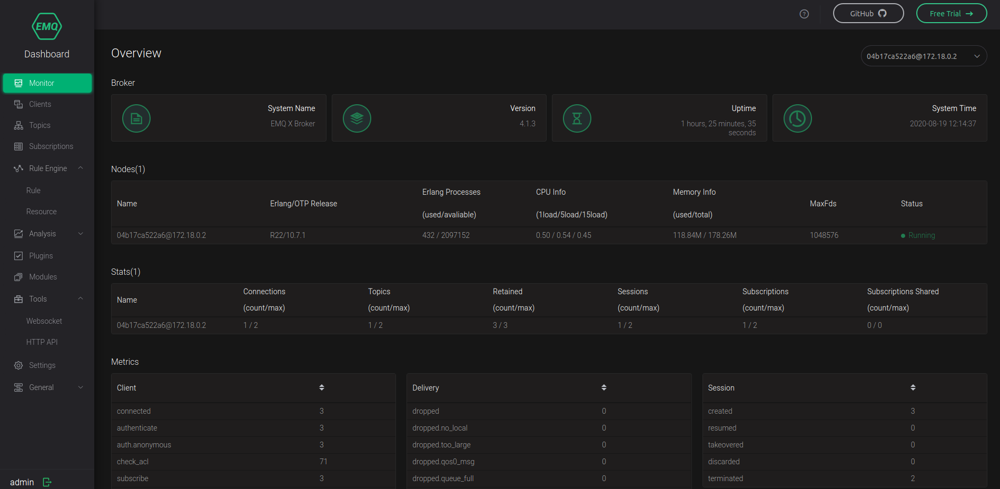 EMQ
Dashboard
Monitor
Clients
Topics
Subscriptions
Rule Engine
Rule
Resource
Analysis
Plugins
Modules
Tools
Websocket
HTTP API
Settings
General
admin
?
GitHub
Free Trial →
Overview
04b17ca522a6@172.18.0.2
Broker
System Name
EMQ X Broker
Version
4.1.3
Uptime
1 hours, 25 minutes, 35
seconds
System Time
2020-08-19 12:14:37
Nodes(1)
Name Erlang/OTP Release Erlang Processes (used/avaliable) CPU Info (1load/5load/15load) Memory Info (used/total) MaxFds Status
04b17ca522a6@172.18.0.2 R22/10.7.1 432 / 2097152 0.50 / 0.54 / 0.45 118.84M / 178.26M 1048576 Running
Stats(1)
Name Connections (count/max) Topics (count/max) Retained (count/max) Sessions (count/max) Subscriptions (count/max) Subscriptions Shared (count/max)
04b17ca522a6@172.18.0.2 1 / 2 1 / 2 3 / 3 1 / 2 1 / 2 0 / 0
Metrics
Client
connected 3
authenticate 3
auth.anonymous 3
check_acl 71
subscribe 3
Delivery
dropped 0
dropped.no_local 0
dropped.too_large 0
dropped.qos0_msg 0
dropped.queue_full 0
Session
created 3
resumed 0
takeovered 0
discarded 0
terminated 2